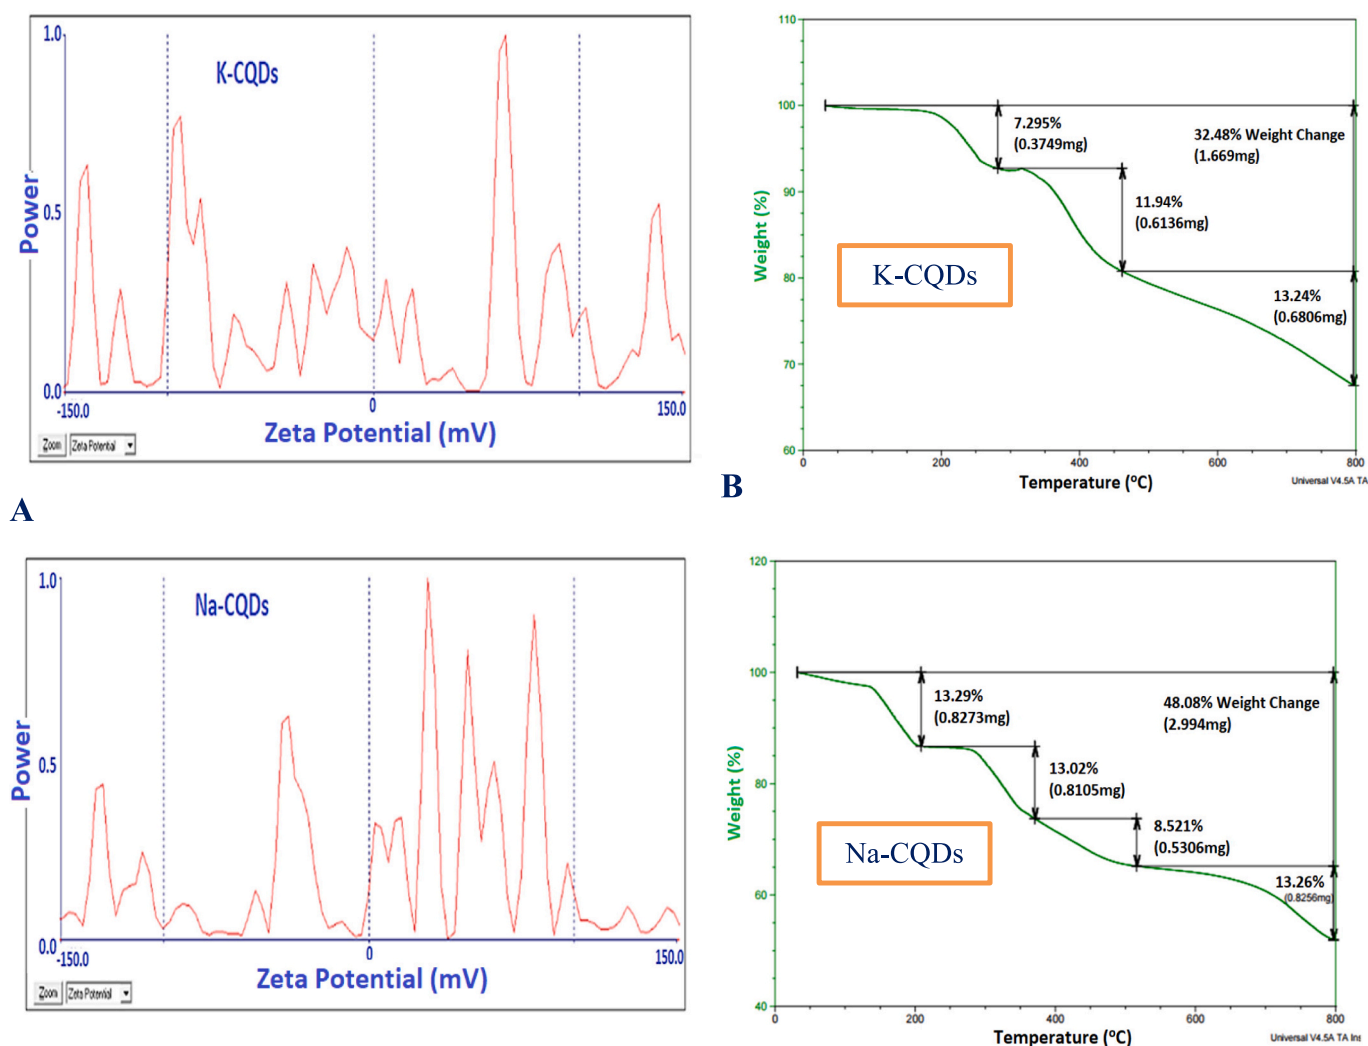 K-CQDs
1.0
0.5
0.0
Power
-150.0
0
150.0
Zeta Potential (mV)
Zoom
Zeta Potential
A
110
100
90
80
70
60
Weight (%)
7.295%
(0.3749mg)
32.48% Weight Change
(1.669mg)
11.94%
(0.6136mg)
13.24%
(0.6806mg)
K-CQDs
0
200
400
600
800
Temperature (°C)
Universal V4.5A TA
B
Na-CQDs
1.0
0.5
0.0
Power
-150.0
0
150.0
Zeta Potential (mV)
Zoom
Zeta Potential
120
100
80
60
40
Weight (%)
13.29%
(0.8273mg)
48.08% Weight Change
(2.994mg)
13.02%
(0.8105mg)
8.521%
(0.5306mg)
13.26%
(0.8256mg)
Na-CQDs
0
200
400
600
800
Temperature (°C)
Universal V4.5A TA Ins